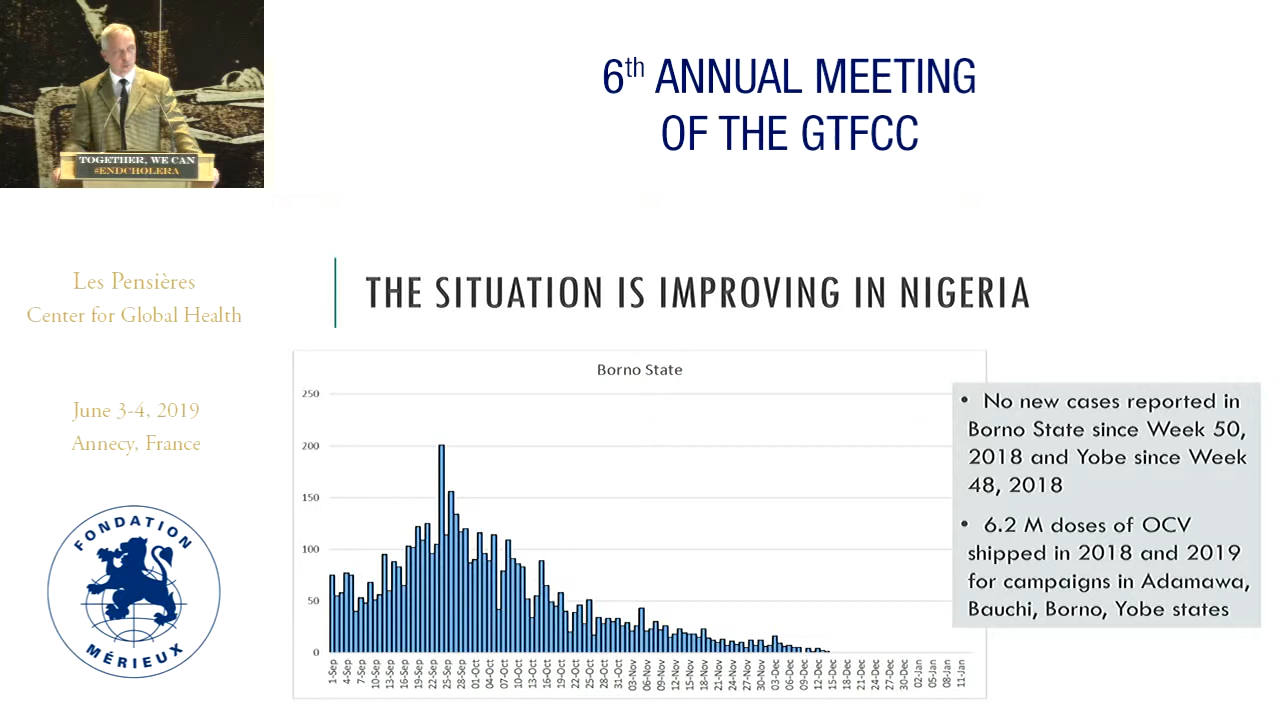 TOGETHER, WE CAN
#ENDCHOLERA
6th ANNUAL MEETING
OF THE GTFCC
Les Pensières
Center for Global Health
June 3-4, 2019
Annecy, France
FONDATION
MÉRIEUX
THE SITUATION IS IMPROVING IN NIGERIA
Borno State
250
200
150
100
50
0
1-Sep
4-Sep
7-Sep
10-Sep
13-Sep
16-Sep
19-Sep
22-Sep
25-Sep
28-Sep
01-Oct
04-Oct
07-Oct
10-Oct
13-Oct
16-Oct
19-Oct
22-Oct
25-Oct
28-Oct
31-Oct
03-Nov
06-Nov
09-Nov
12-Nov
15-Nov
18-Nov
21-Nov
24-Nov
27-Nov
30-Nov
03-Dec
06-Dec
09-Dec
12-Dec
15-Dec
18-Dec
21-Dec
24-Dec
27-Dec
30-Dec
02-Jan
05-Jan
08-Jan
11-Jan
• No new cases reported in
Borno State since Week 50,
2018 and Yobe since Week
48, 2018
• 6.2 M doses of OCV
shipped in 2018 and 2019
for campaigns in Adamawa,
Bauchi, Borno, Yobe states